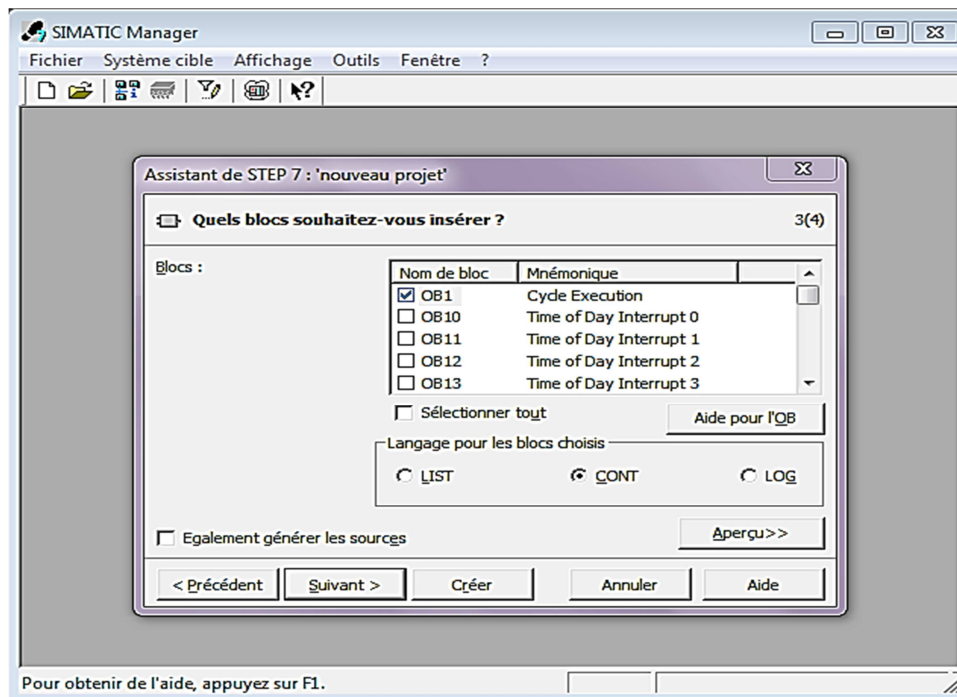 SIMATIC Manager
Fichier Système cible Affichage Outils Fenêtre ?
Assistant de STEP 7 : 'nouveau projet'
Quels blocs souhaitez-vous insérer ? 3(4)
Blocs :
Nom de bloc Mnémonique
OB1 Cycle Execution
OB10 Time of Day Interrupt 0
OB11 Time of Day Interrupt 1
OB12 Time of Day Interrupt 2
OB13 Time of Day Interrupt 3
Sélectionner tout
Aide pour l'OB
Langage pour les blocs choisis
LIST CONT LOG
Egalement générer les sources
Aperçu>>
< Précédent Suivant > Créer Annuler Aide
Pour obtenir de l'aide, appuyez sur F1.